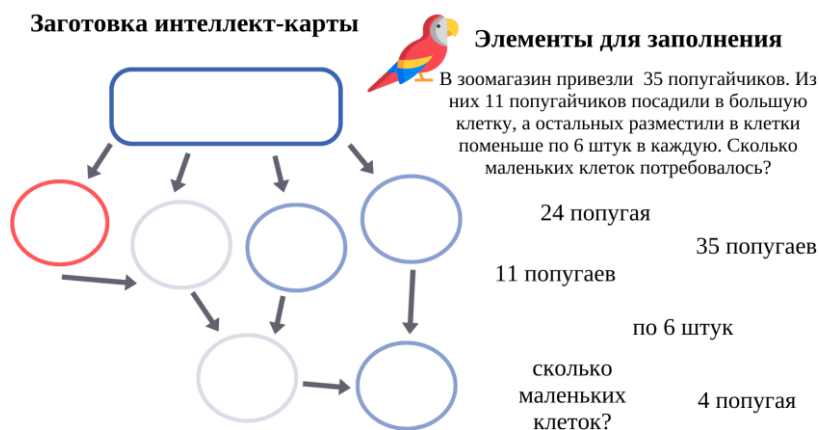 Заготовка интеллект-карты
Элементы для заполнения
В зоомагазин привезли 35 попугайчиков. Из
них 11 попугайчиков посадили в большую
клетку, а остальных разместили в клетки
поменьше по 6 штук в каждую. Сколько
маленьких клеток потребовалось?
24 попугая
35 попугаев
11 попугаев
по 6 штук
сколько
маленьких
клеток?
4 попугая